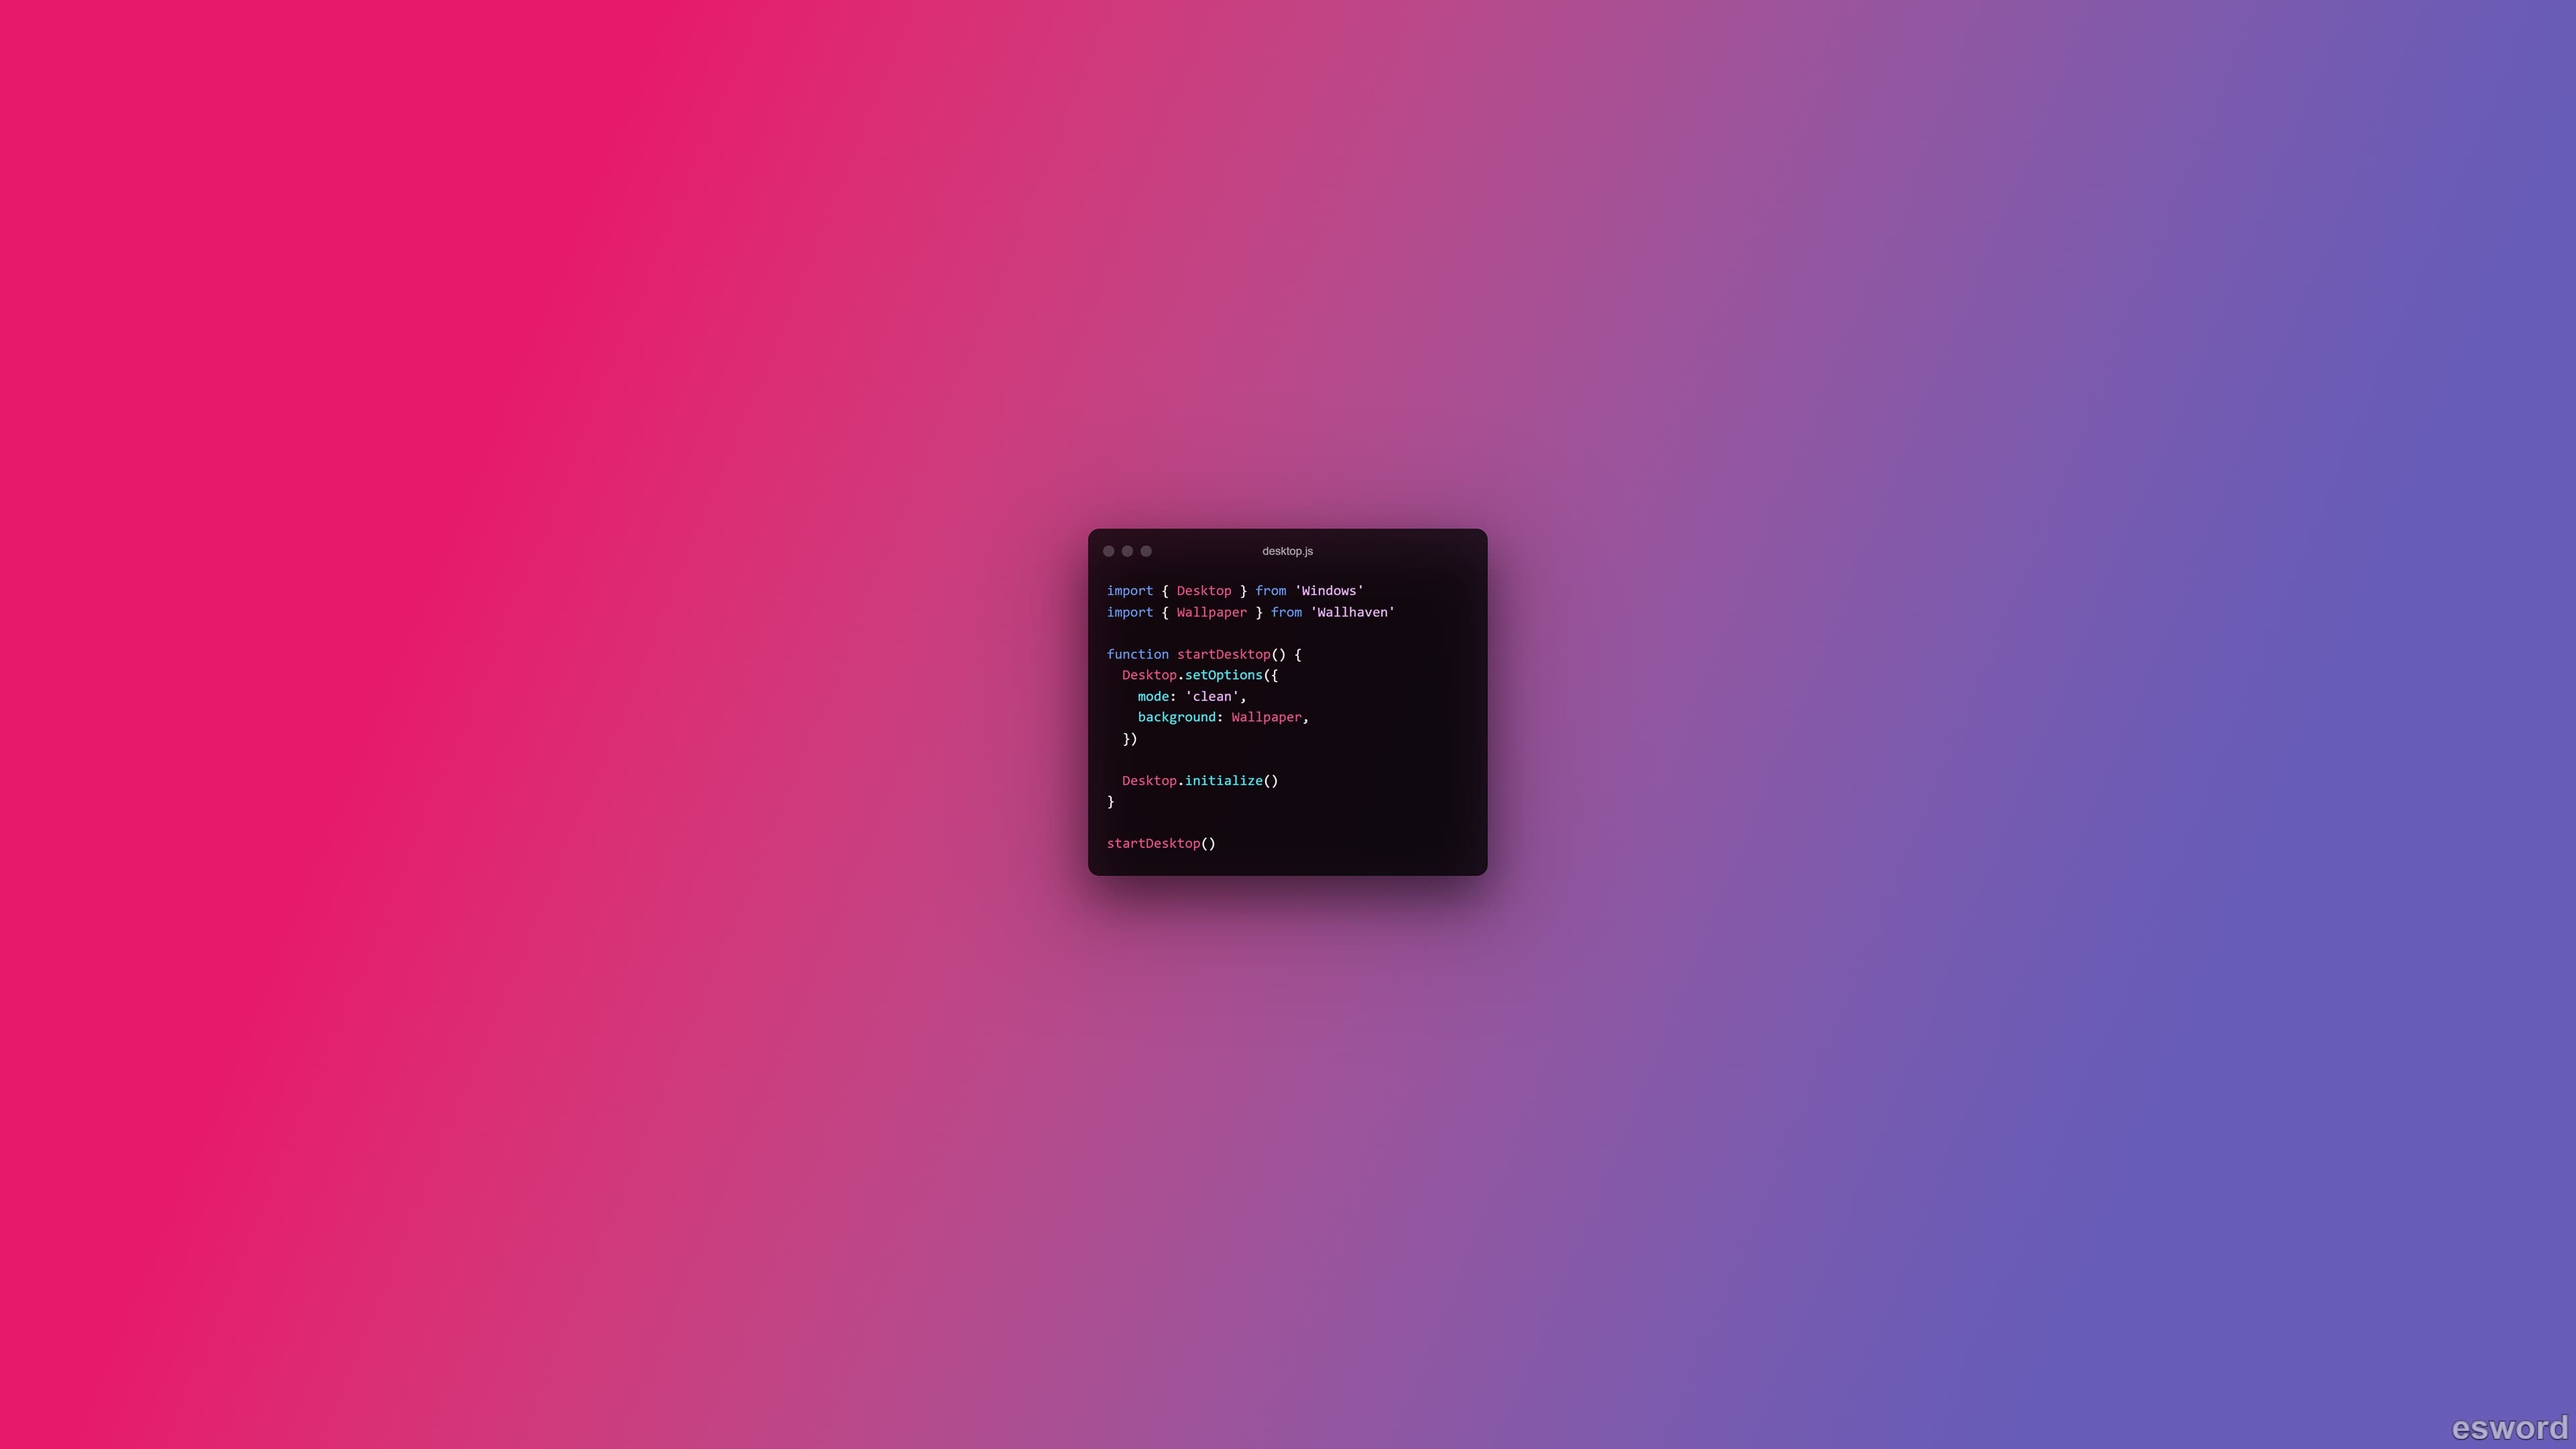 desktop.js
import { Desktop } from 'Windows'
import { Wallpaper } from 'Wallhaven'

function startDesktop() {
  Desktop.setOptions({
    mode: 'clean',
    background: Wallpaper,
  })

  Desktop.initialize()
}

startDesktop()
esword